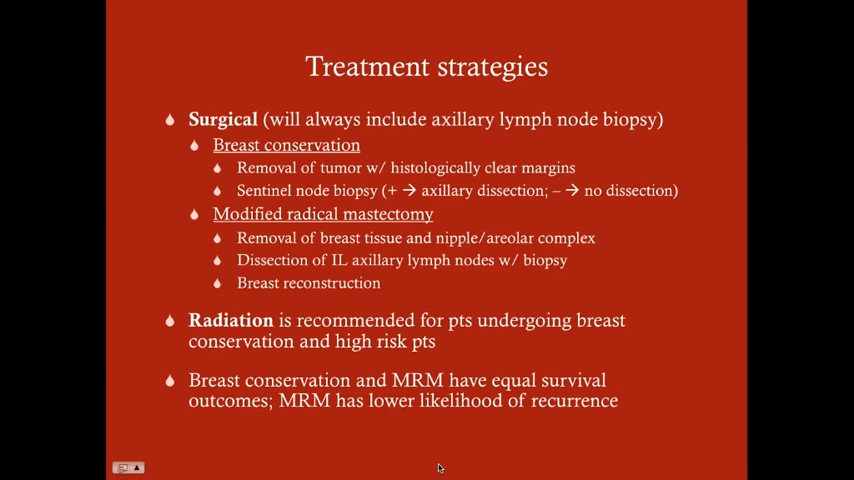 Treatment strategies
Surgical (will always include axillary lymph node biopsy)
Breast conservation
Removal of tumor w/ histologically clear margins
Sentinel node biopsy (+ → axillary dissection; – → no dissection)
Modified radical mastectomy
Removal of breast tissue and nipple/areolar complex
Dissection of IL axillary lymph nodes w/ biopsy
Breast reconstruction
Radiation is recommended for pts undergoing breast
conservation and high risk pts
Breast conservation and MRM have equal survival
outcomes; MRM has lower likelihood of recurrence